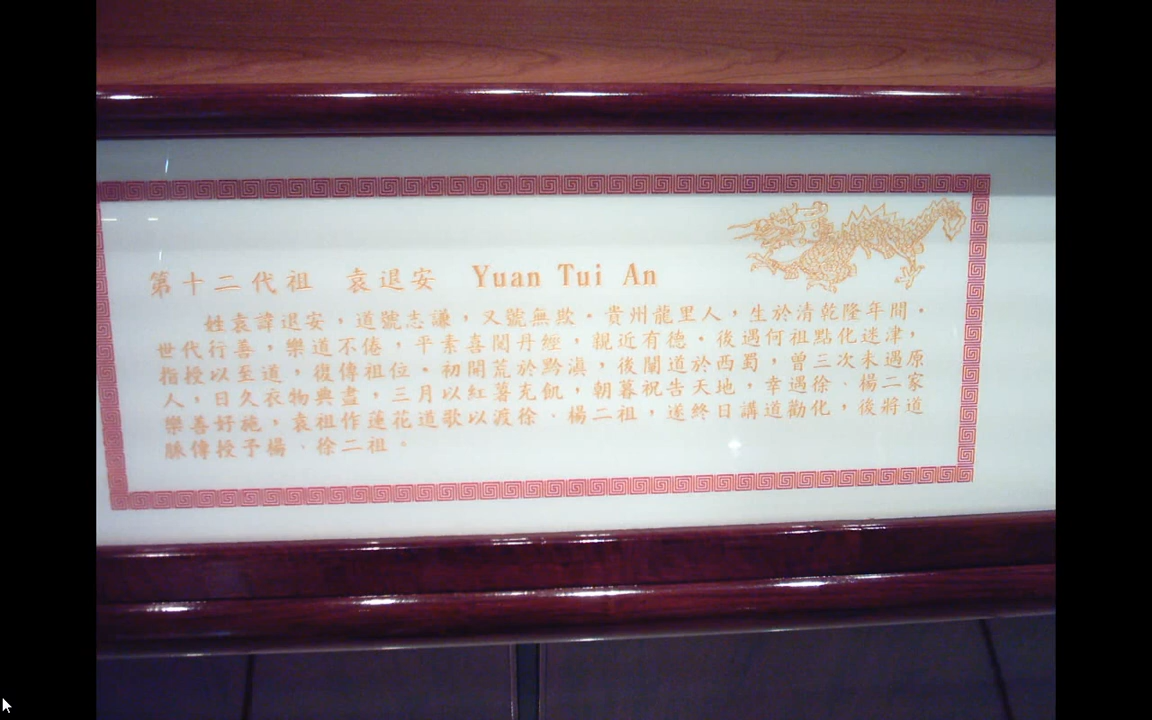 第十二代祖 袁退安 Yuan Tui An
姓袁諱退安，道號志謙，又號無欺。貴州龍里人，生於清乾隆年間。
世代行善，樂道不倦，平素喜閱丹經，親近有德。後遇何祖點化迷津，
指授以至道，復傳祖位。初開荒於黔滇，後闡道於西蜀，曾三次未遇原
人，日久衣物典盡，三月以紅薯充飢，朝暮祝告天地，幸遇徐、楊二家
樂善好施，袁祖作蓮花道歌以渡徐、楊二祖，遂終日講道勸化，後將道
脈傳授予楊、徐二祖。